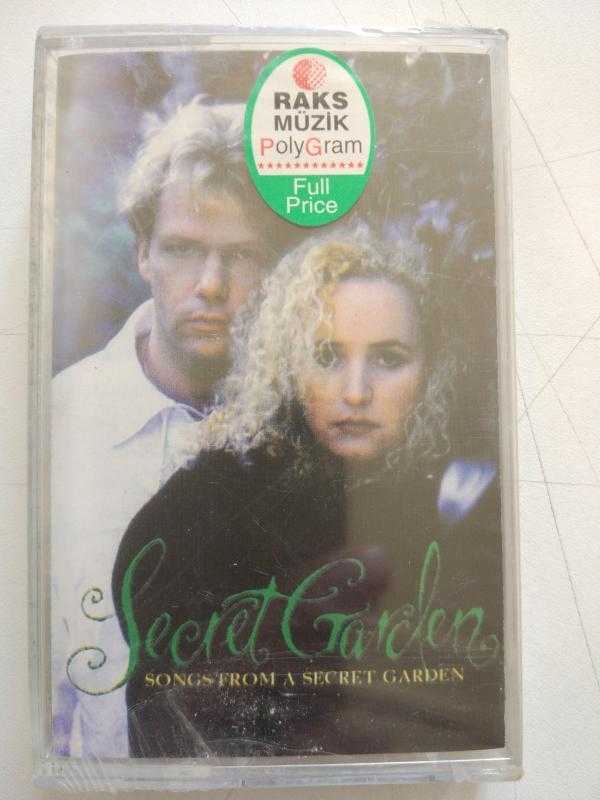 RAKS
MÜZİK
PolyGram
Full
Price
Secret Garden
SONGS FROM A SECRET GARDEN